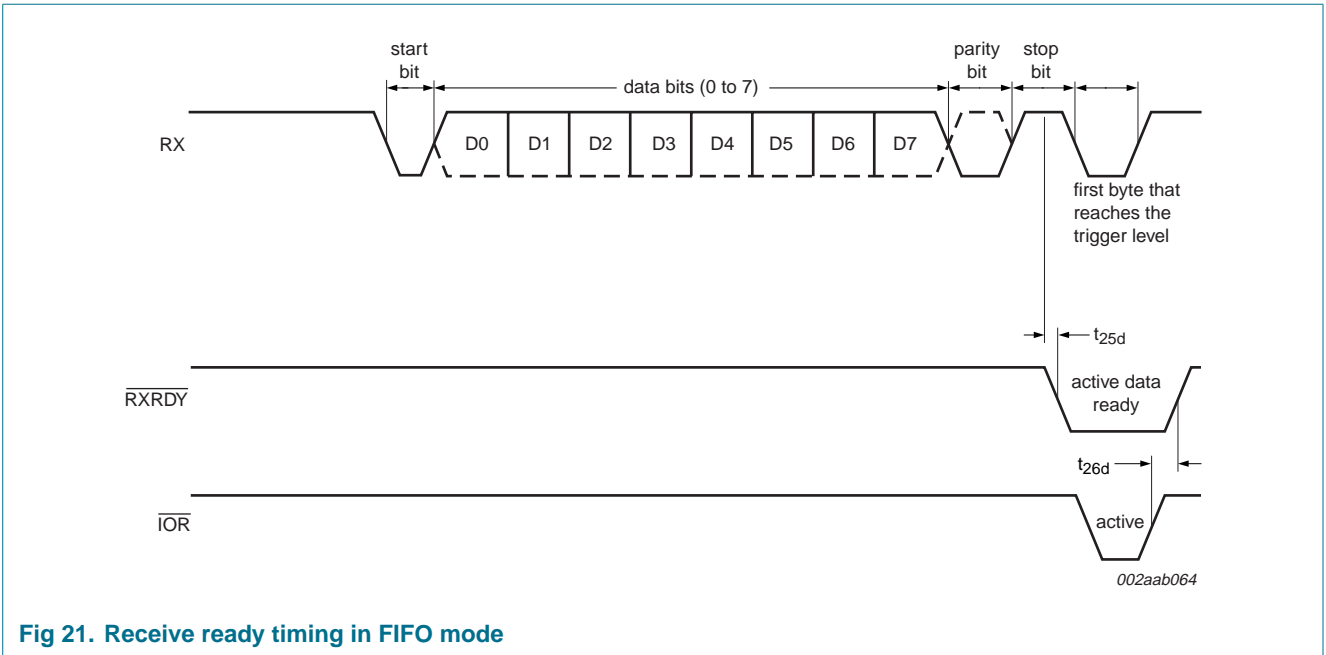 start
bit
data bits (0 to 7)
parity
bit
stop
bit
RX
D0 D1 D2 D3 D4 D5 D6 D7
first byte that
reaches the
trigger level
t25d
RXRDY
active data
ready
t26d
IOR
active
002aab064
Fig 21. Receive ready timing in FIFO mode